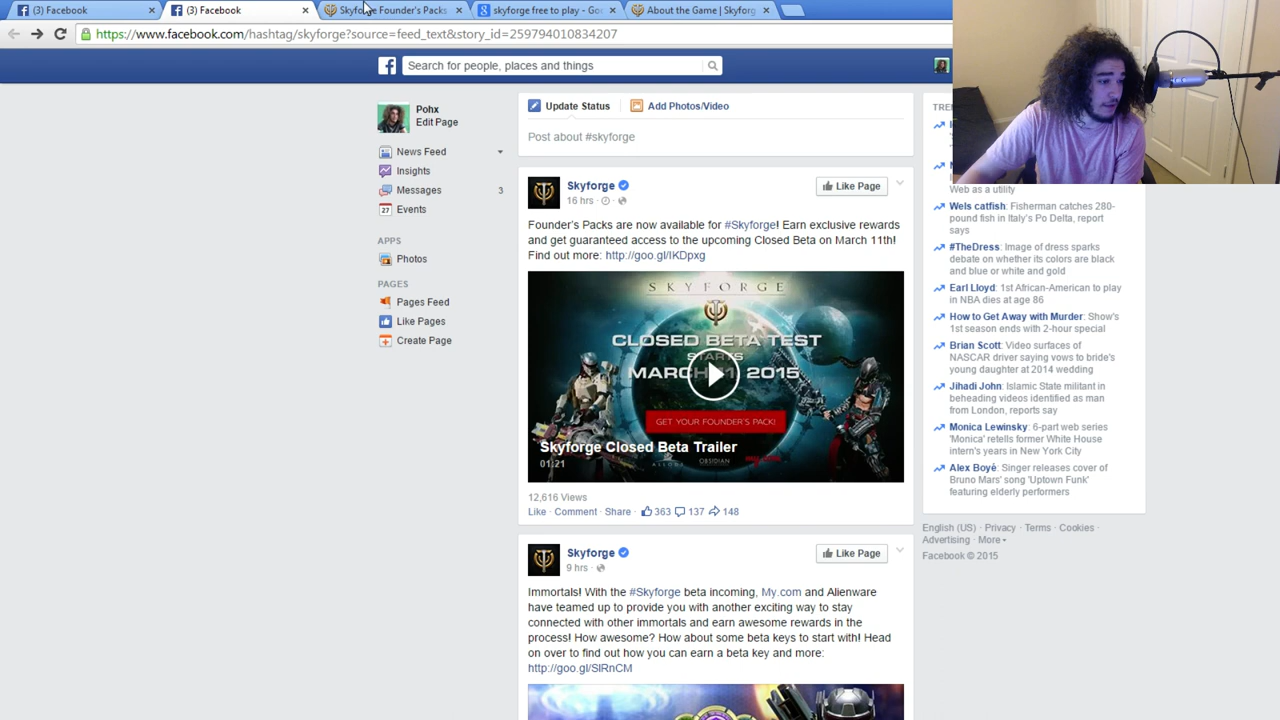 (3) Facebook
(3) Facebook
Skyforge Founder's Packs
skyforge free to play - Goo
About the Game | Skyforg
https://www.facebook.com/hashtag/skyforge?source=feed_text&story_id=259794010834207
Search for people, places and things
Pohx
Edit Page
News Feed
Insights
Messages 3
Events
APPS
Photos
PAGES
Pages Feed
Like Pages
Create Page
Update Status
Add Photos/Video
Post about #skyforge
Skyforge
16 hrs
Like Page
Founder's Packs are now available for #Skyforge! Earn exclusive rewards
and get guaranteed access to the upcoming Closed Beta on March 11th!
Find out more: http://goo.gl/IKDpxg
SKYFORGE
CLOSED BETA TEST
STARTS
MARCH 11 2015
GET YOUR FOUNDER'S PACK!
Skyforge Closed Beta Trailer
01:21
ALLODS OBSIDIAN my.com
12,616 Views
Like · Comment · Share · 363 137 148
Skyforge
9 hrs
Like Page
Immortals! With the #Skyforge beta incoming, My.com and Alienware
have teamed up to provide you with another exciting way to stay
connected with other immortals and earn awesome rewards in the
process! How awesome? How about some beta keys to start with! Head
on over to find out how you can earn a beta key and more:
http://goo.gl/SlRnCM
Web as a utility
Wels catfish: Fisherman catches 280-
pound fish in Italy's Po Delta, report
says
#TheDress: Image of dress sparks
debate on whether its colors are black
and blue or white and gold
Earl Lloyd: 1st African-American to play
in NBA dies at age 86
How to Get Away with Murder: Show's
1st season ends with 2-hour special
Brian Scott: Video surfaces of
NASCAR driver saying vows to bride's
young daughter at 2014 wedding
Jihadi John: Islamic State militant in
beheading videos identified as man
from London, reports say
Monica Lewinsky: 6-part web series
'Monica' retells former White House
intern's years in New York City
Alex Boyé: Singer releases cover of
Bruno Mars' song 'Uptown Funk'
featuring elderly performers
English (US) · Privacy · Terms · Cookies ·
Advertising · More
Facebook © 2015